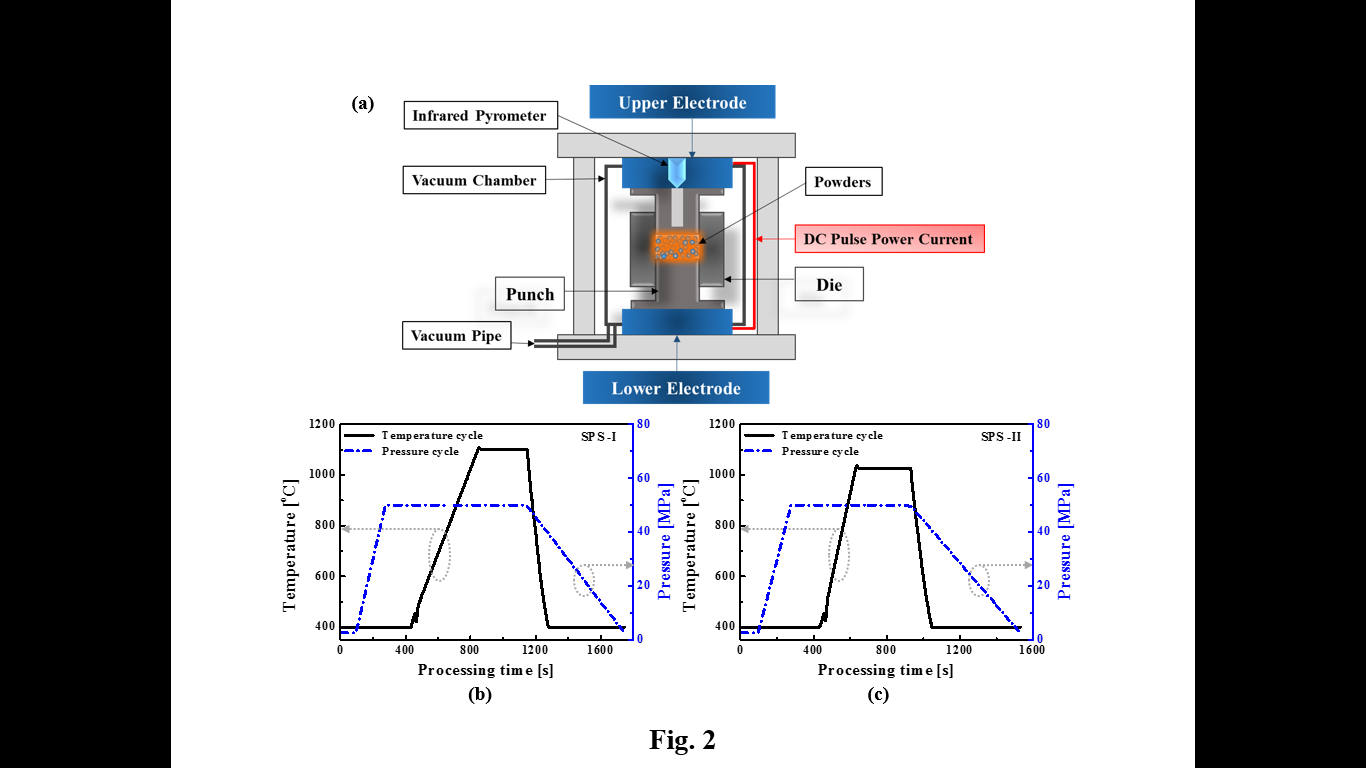 (a)
Upper Electrode
Infrared Pyrometer
Vacuum Chamber
Powders
DC Pulse Power Current
Die
Punch
Vacuum Pipe
Lower Electrode
1200
1000
800
600
400
Temperature [°C]
Temperature cycle
Pressure cycle
SPS-I
80
60
40
20
0
Pressure [MPa]
0 400 800 1200 1600
Processing time [s]
(b)
1200
1000
800
600
400
Temperature [°C]
Temperature cycle
Pressure cycle
SPS-II
80
60
40
20
0
Pressure [MPa]
0 400 800 1200 1600
Processing time [s]
(c)
Fig. 2